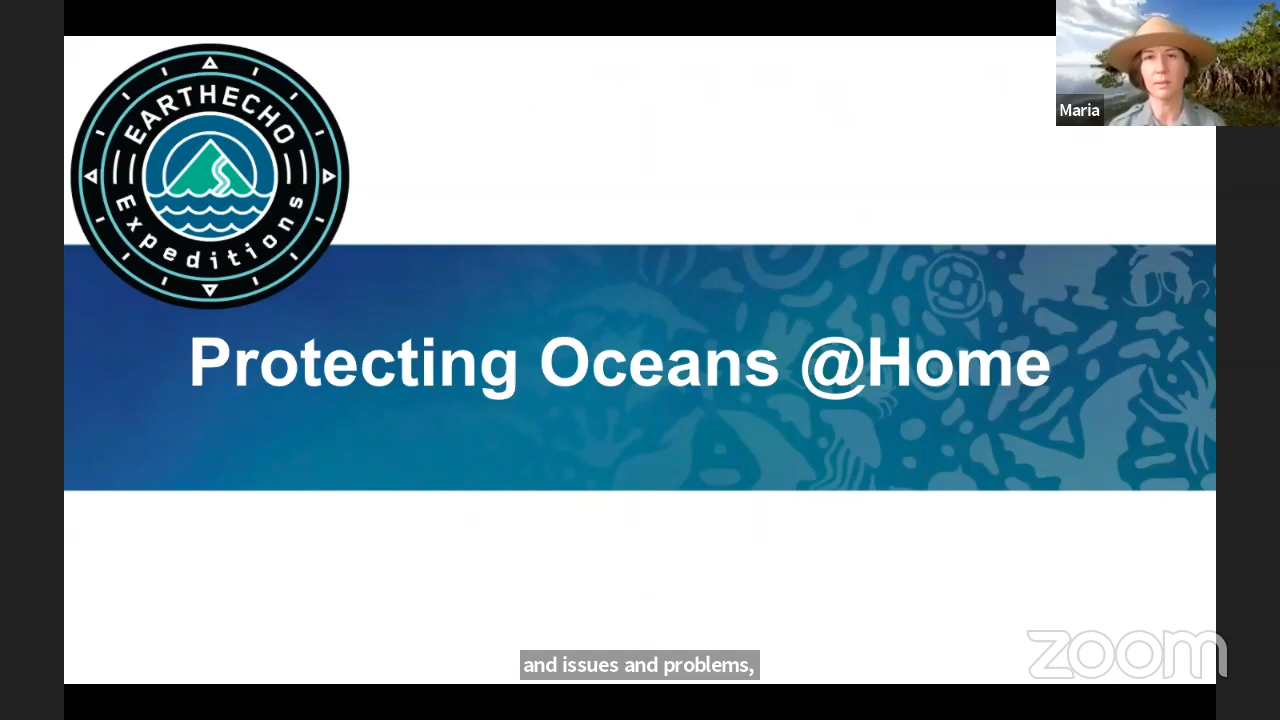 EARTHECHO
Expeditions
Maria
Protecting Oceans @Home
and issues and problems,
zoom